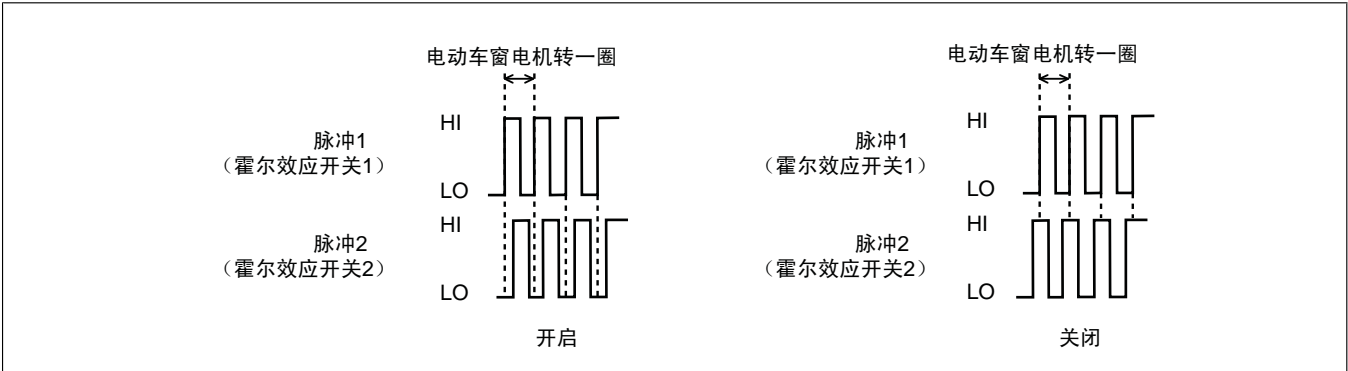 电动车窗电机转一圈
HI
脉冲1
（霍尔效应开关1）
LO
HI
脉冲2
（霍尔效应开关2）
LO
开启
电动车窗电机转一圈
HI
脉冲1
（霍尔效应开关1）
LO
HI
脉冲2
（霍尔效应开关2）
LO
关闭